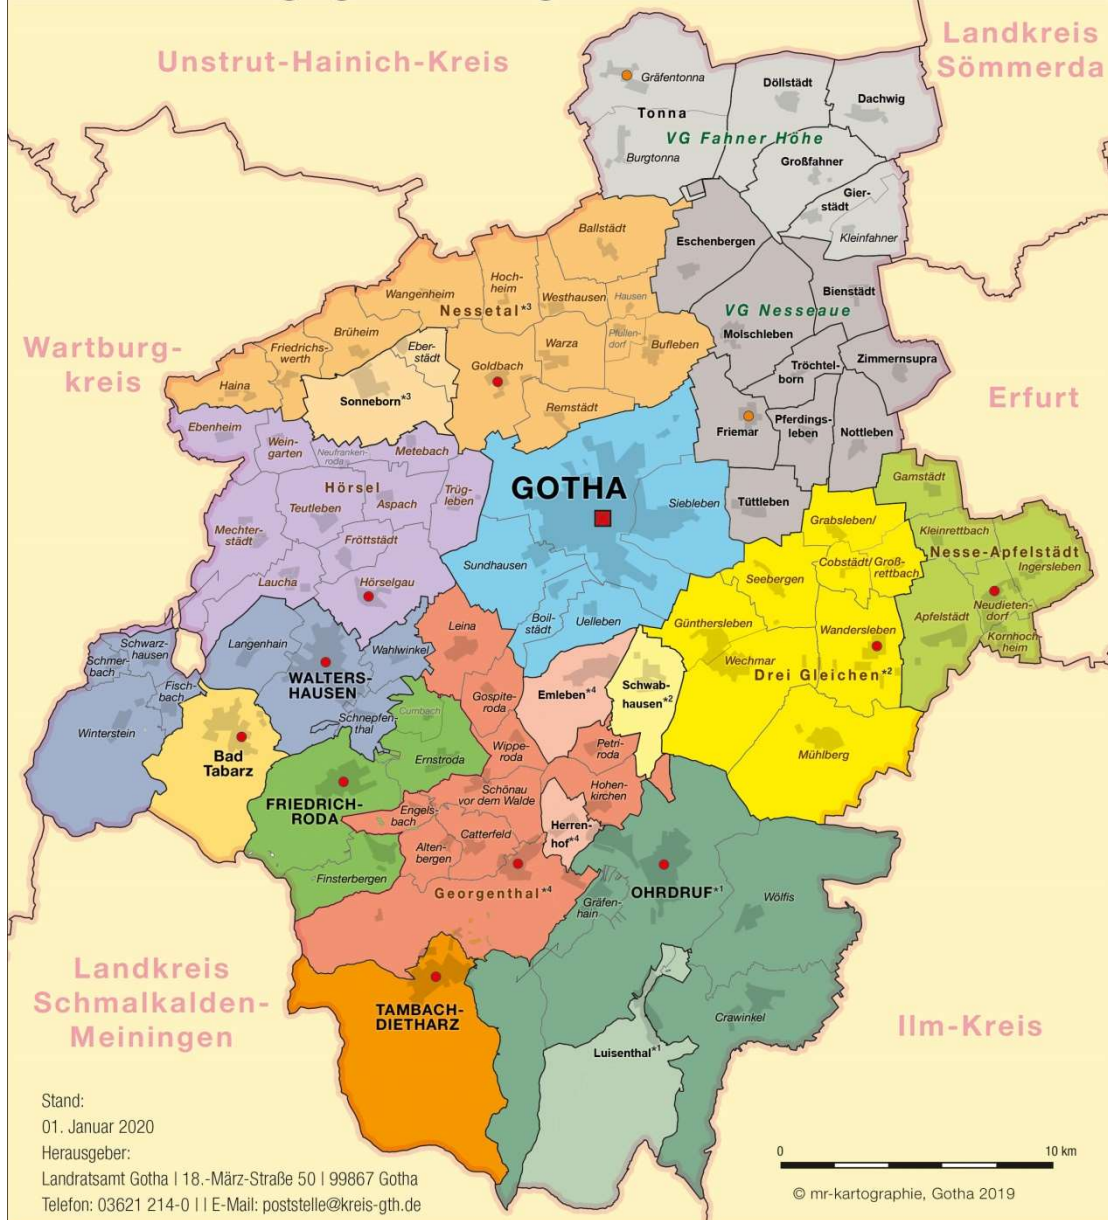 Unstrut-Hainich-Kreis
Landkreis
Sömmerda
Gräfentonna
Tonna
Burgtonna
Döllstädt
Dachwig
VG Fahner Höhe
Großfahner
Gier-
städt
Kleinfahner
Ballstädt
Eschenbergen
Hoch-
heim
Wangenheim
Westhausen
Hausen
Nessetal*3
Bienstädt
VG Nesseaue
Molschleben
Wartburg-
kreis
Brüheim
Friedrichs-
werth
Eber-
städt
Warza
Pfullen-
dorf
Bufleben
Goldbach
Tröchtel-
born
Zimmernsupra
Haina
Sonneborn*3
Remstädt
Erfurt
Friemar
Pferdings-
leben
Nottleben
Ebenheim
Wein-
garten
Neufranken-
roda
Metebach
Hörsel
Teutleben
Aspach
Trüg-
leben
GOTHA
Siebleben
Tüttleben
Gamstädt
Mechter-
städt
Fröttstädt
Grabsleben/
Kleinrettbach
Nesse-Apfelstädt
Ingersleben
Cobstädt/Groß-
rettbach
Laucha
Hörselgau
Sundhausen
Seebergen
Neudieten-
dorf
Apfelstädt
Kornhoch-
heim
Boil-
städt
Uelleben
Günthersleben
Wandersleben
Wechmar
Drei Gleichen*2
Mühlberg
Schwarz-
hausen
Schmer-
bach
Fisch-
bach
Winterstein
Langenhain
Wahlwinkel
WALTERS-
HAUSEN
Schnepfen-
thal
Leina
Gospite-
roda
Emleben*4
Schwab-
hausen*2
Cumbach
Ernstroda
Wippe-
roda
Petri-
roda
Bad
Tabarz
FRIEDRICH-
RODA
Schönau
vor dem Walde
Hohen-
kirchen
Engels-
bach
Catterfeld
Herren-
hof*4
Alten-
bergen
Finsterbergen
Georgenthal*4
Gräfen-
hain
OHRDRUF*1
Wölfis
Landkreis
Schmalkalden-
Meiningen
TAMBACH-
DIETHARZ
Crawinkel
Luisenthal*1
Ilm-Kreis
Stand:
01. Januar 2020
Herausgeber:
Landratsamt Gotha | 18.-März-Straße 50 | 99867 Gotha
Telefon: 03621 214-0 | | E-Mail: poststelle@kreis-gth.de
0 10 km
© mr-kartographie, Gotha 2019